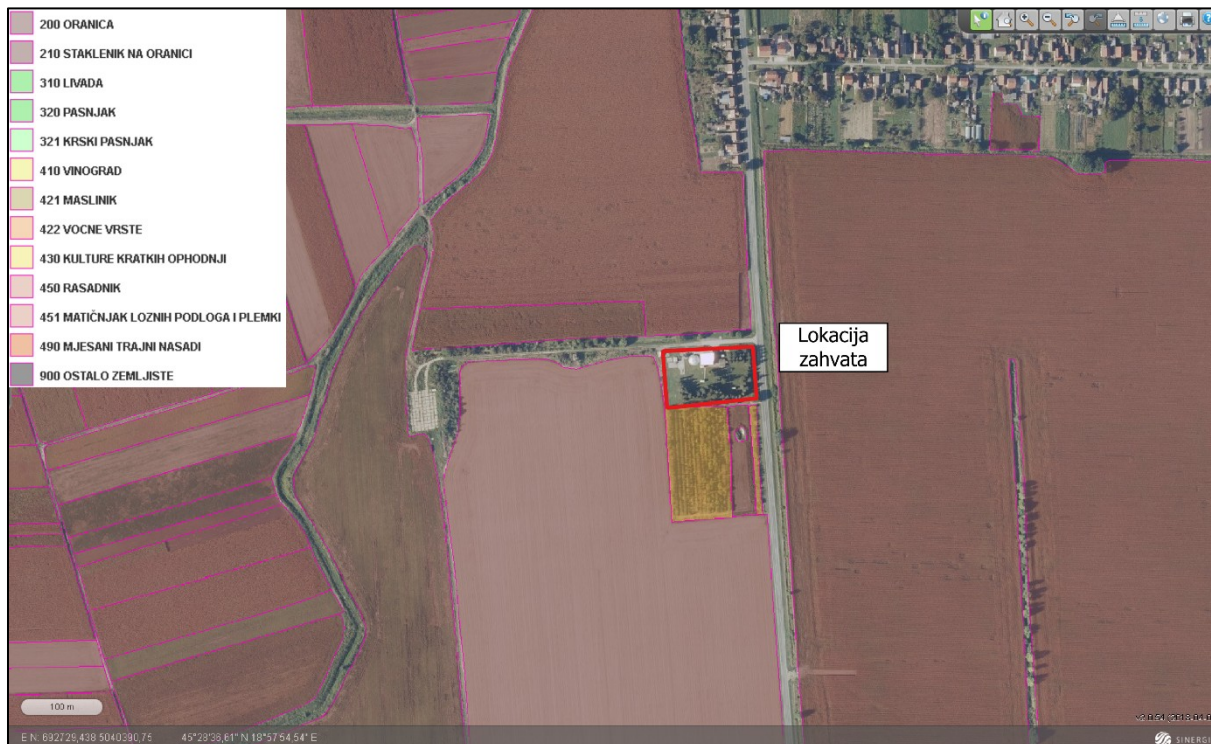 200 ORANICA
210 STAKLENIK NA ORANICI
310 LIVADA
320 PASNJAK
321 KRSKI PASNJAK
410 VINOGRAD
421 MASLINIK
422 VOCNE VRSTE
430 KULTURE KRATKIH OPHODNJI
450 RASADNIK
451 MATIČNJAK LOZNIH PODLOGA I PLEMKI
490 MJESANI TRAJNI NASADI
900 OSTALO ZEMLJISTE
Lokacija
zahvata
100 m
E N: 692729,438 5040390,75 45°28'36,61" N 18°57'54,54" E
SINERGI